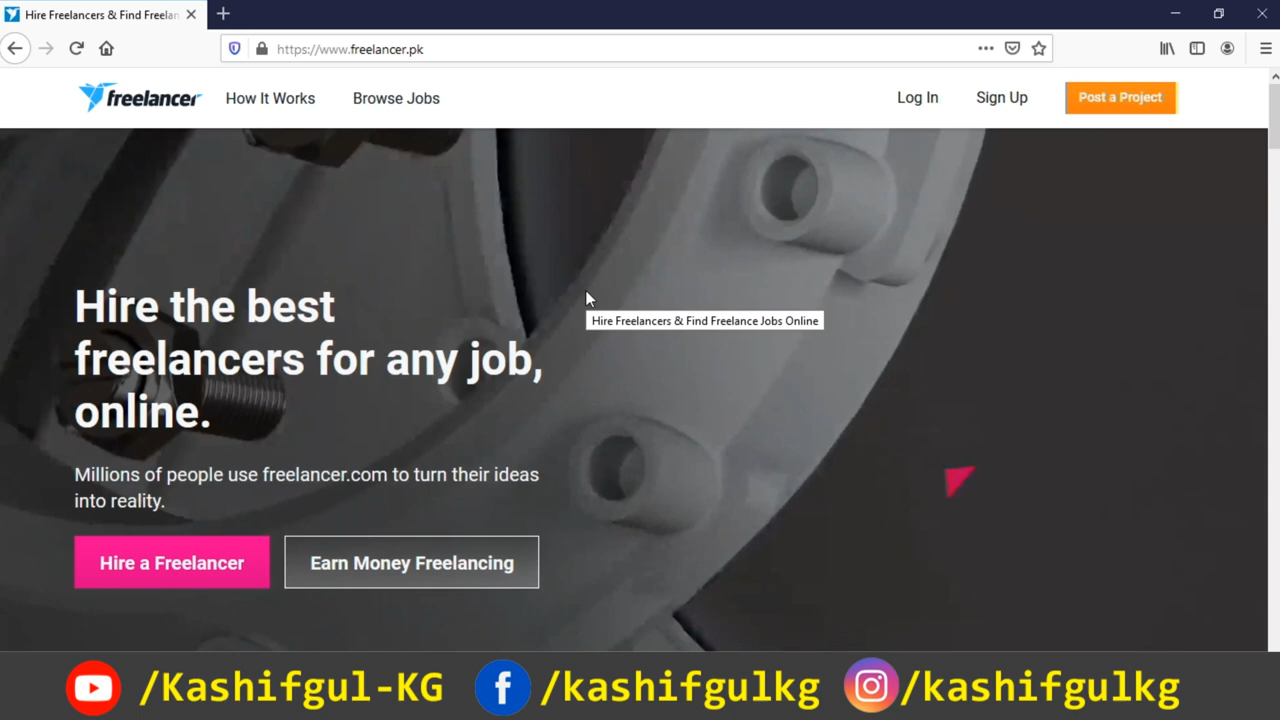 Hire Freelancers & Find Freelan
https://www.freelancer.pk
freelancer
How It Works
Browse Jobs
Log In
Sign Up
Post a Project
Hire the best
freelancers for any job,
online.
Hire Freelancers & Find Freelance Jobs Online
Millions of people use freelancer.com to turn their ideas
into reality.
Hire a Freelancer
Earn Money Freelancing
/Kashifgul-KG
/kashifgulkg
/kashifgulkg